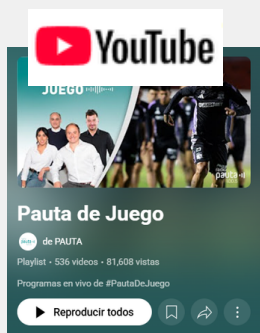 YouTube
JUEGO
pauta
Pauta de Juego
de PAUTA
Playlist • 536 videos • 81,608 vistas
Programas en vivo de #PautaDeJuego
Reproducir todos